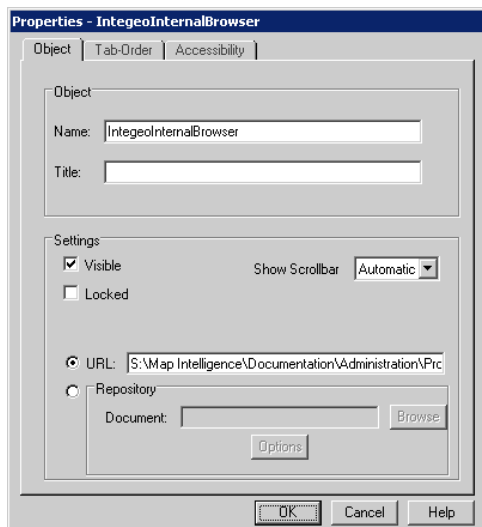 Properties - IntegeoInternalBrowser
Object Tab-Order Accessibility
Object
Name: IntegeoInternalBrowser
Title:
Settings
Visible Show Scrollbar Automatic
Locked
URL: S:\Map Intelligence\Documentation\Administration\Prc
Repository
Document: Browse
Options
OK Cancel Help